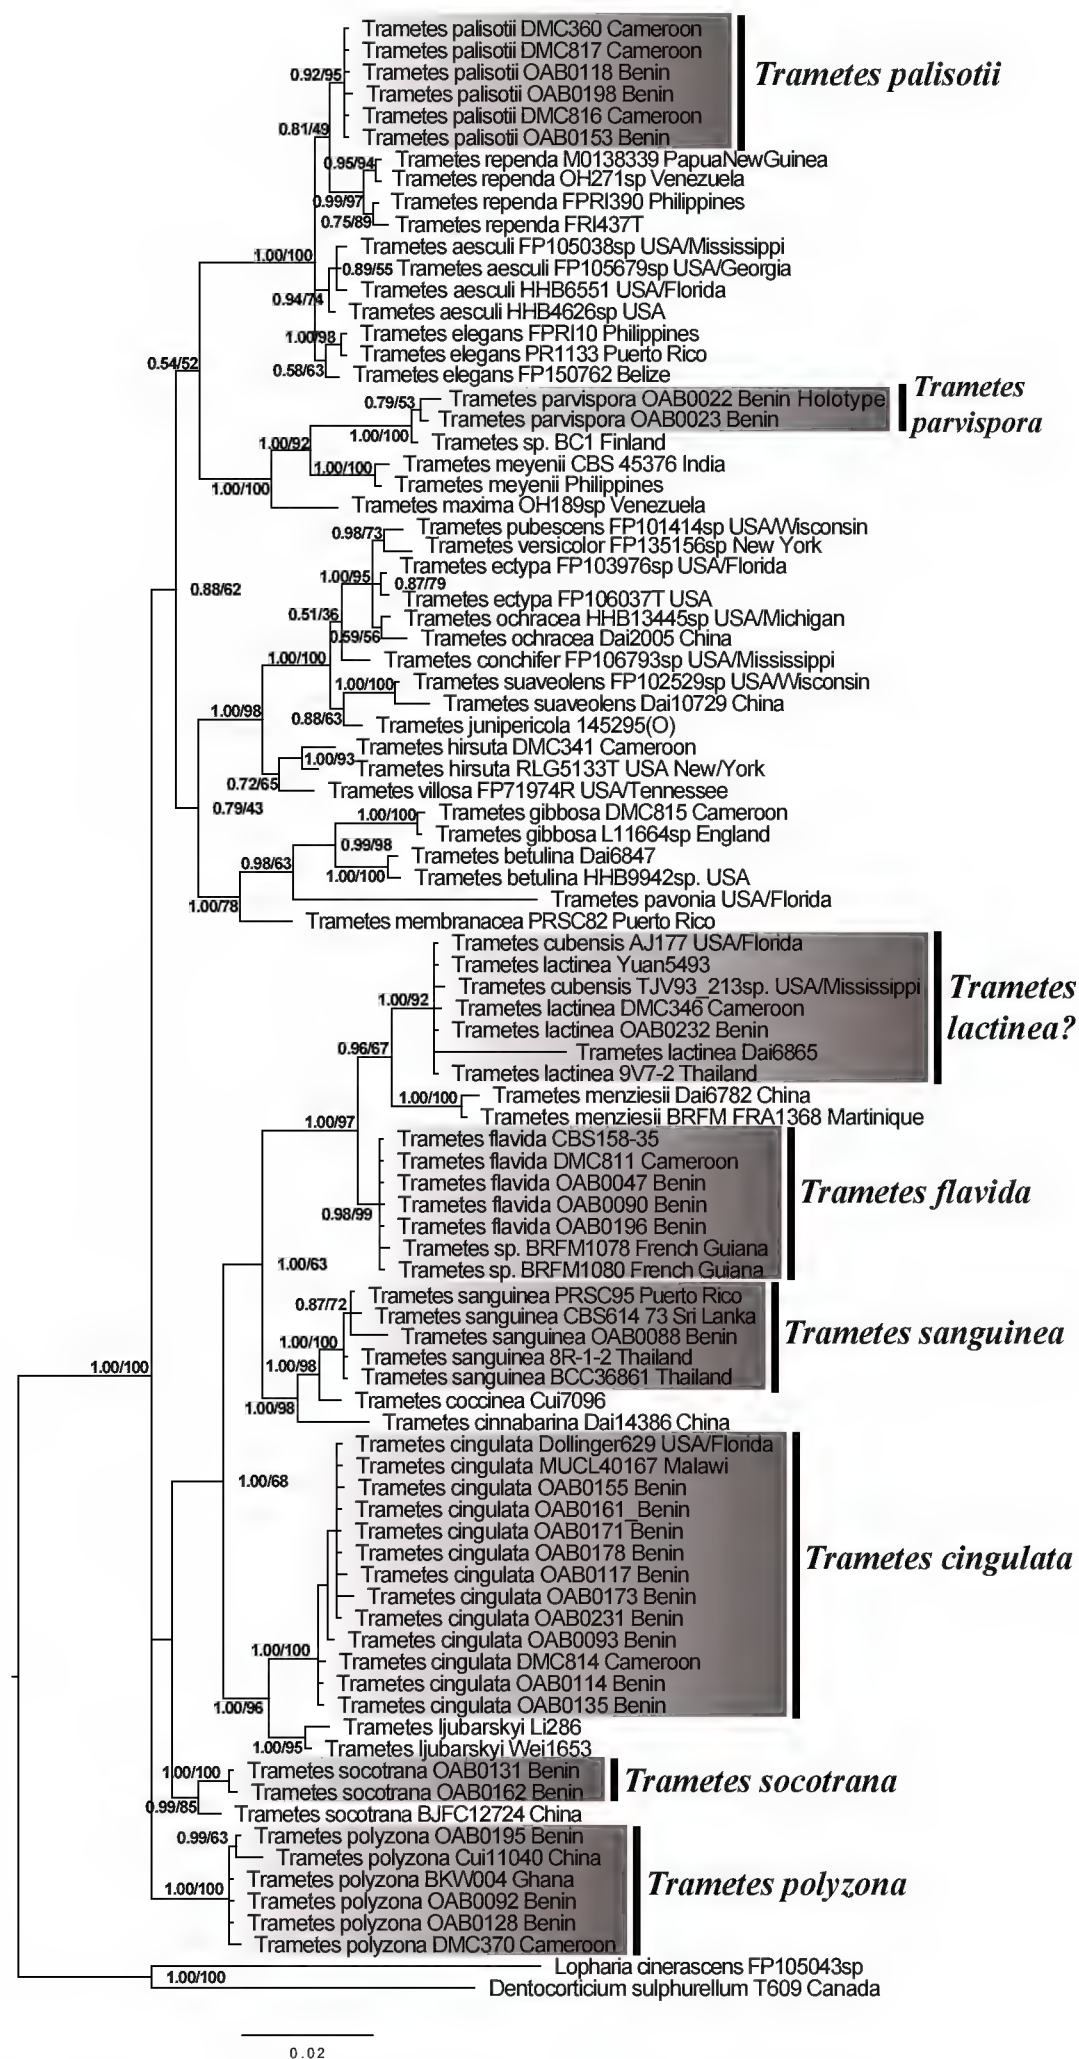 Trametes palisotii DMC360 Cameroon
Trametes palisotii DMC817 Cameroon
0.92/95
Trametes palisotii OAB0118 Benin
Trametes palisotii
Trametes palisotii OAB0198 Benin
Trametes palisotii DMC816 Cameroon
0.81/49
Trametes palisotii OAB0153 Benin
0.95/94
Trametes rependa M0138339 PapuaNewGuinea
Trametes rependa OH271sp Venezuela
0.99/97
Trametes rependa FPRI390 Philippines
0.75/89
Trametes rependa FRI437T
Trametes aesculi FP105038sp USA/Mississippi
1.00/100
0.89/55
Trametes aesculi FP105679sp USA/Georgia
Trametes aesculi HHB6551 USA/Florida
0.94/74
Trametes aesculi HHB4626sp USA
1.00/98
Trametes elegans FPRI10 Philippines
Trametes elegans PR1133 Puerto Rico
0.54/52
0.58/63
Trametes elegans FP150762 Belize
0.79/53
Trametes parvispora OAB0022 Benin Holotype
Trametes
parvispora
Trametes parvispora OAB0023 Benin
1.00/92
1.00/100
Trametes sp. BC1 Finland
1.00/100
Trametes meyenii CBS 45376 India
1.00/100
Trametes meyenii Philippines
Trametes maxima OH189sp Venezuela
0.98/73
Trametes pubescens FP101414sp USA/Wisconsin
Trametes versicolor FP135156sp New York
1.00/95
Trametes ectypa FP103976sp USA/Florida
0.88/62
0.87/79
Trametes ectypa FP106037T USA
0.51/36
Trametes ochracea HHB13445sp USA/Michigan
0.59/56
Trametes ochracea Dai2005 China
1.00/100
Trametes conchifer FP106793sp USA/Mississippi
1.00/100
Trametes suaveolens FP102529sp USA/Wisconsin
Trametes suaveolens Dai10729 China
1.00/98
0.88/63
Trametes junipericola 145295(O)
Trametes hirsuta DMC341 Cameroon
1.00/93
Trametes hirsuta RLG5133T USA New/York
0.72/65
Trametes villosa FP71974R USA/Tennessee
0.79/43
1.00/100
Trametes gibbosa DMC815 Cameroon
Trametes gibbosa L11664sp England
0.99/98
Trametes betulina Dai6847
0.98/63
1.00/100
Trametes betulina HHB9942sp. USA
Trametes pavonia USA/Florida
1.00/78
Trametes membranacea PRSC82 Puerto Rico
Trametes cubensis AJ177 USA/Florida
Trametes lactinea Yuan5493
Trametes cubensis TJV93_213sp. USA/Mississippi
Trametes
lactinea?
1.00/92
Trametes lactinea DMC346 Cameroon
Trametes lactinea OAB0232 Benin
0.96/67
Trametes lactinea Dai6865
Trametes lactinea 9V7-2 Thailand
1.00/100
Trametes menziesii Dai6782 China
1.00/97
Trametes menziesii BRFM FRA1368 Martinique
Trametes flavida CBS158-35
Trametes flavida DMC811 Cameroon
Trametes flavida OAB0047 Benin
Trametes flavida
0.98/99
Trametes flavida OAB0090 Benin
Trametes flavida OAB0196 Benin
Trametes sp. BRFM1078 French Guiana
1.00/63
Trametes sp. BRFM1080 French Guiana
0.87/72
Trametes sanguinea PRSC95 Puerto Rico
Trametes sanguinea CBS614 73 Sri Lanka
Trametes sanguinea
1.00/100
Trametes sanguinea OAB0088 Benin
1.00/100
1.00/98
Trametes sanguinea 8R-1-2 Thailand
Trametes sanguinea BCC36861 Thailand
1.00/98
Trametes coccinea Cui7096
Trametes cinnabarina Dai14386 China
Trametes cingulata Dollinger629 USA/Florida
Trametes cingulata MUCL40167 Malawi
1.00/68
Trametes cingulata OAB0155 Benin
Trametes cingulata OAB0161_Benin
Trametes cingulata OAB0171 Benin
Trametes cingulata OAB0178 Benin
Trametes cingulata
Trametes cingulata OAB0117 Benin
Trametes cingulata OAB0173 Benin
Trametes cingulata OAB0231 Benin
1.00/100
Trametes cingulata OAB0093 Benin
Trametes cingulata DMC814 Cameroon
Trametes cingulata OAB0114 Benin
1.00/96
Trametes cingulata OAB0135 Benin
Trametes ljubarskyi Li286
1.00/95
Trametes ljubarskyi Wei1653
1.00/100
Trametes socotrana OAB0131 Benin
Trametes socotrana
Trametes socotrana OAB0162 Benin
0.99/85
Trametes socotrana BJFC12724 China
0.99/63
Trametes polyzona OAB0195 Benin
Trametes polyzona Cui11040 China
1.00/100
Trametes polyzona BKW004 Ghana
Trametes polyzona
Trametes polyzona OAB0092 Benin
Trametes polyzona OAB0128 Benin
Trametes polyzona DMC370 Cameroon
1.00/100
Lopharia cinerascens FP105043sp
Dentocorticium sulphurellum T609 Canada
0.02